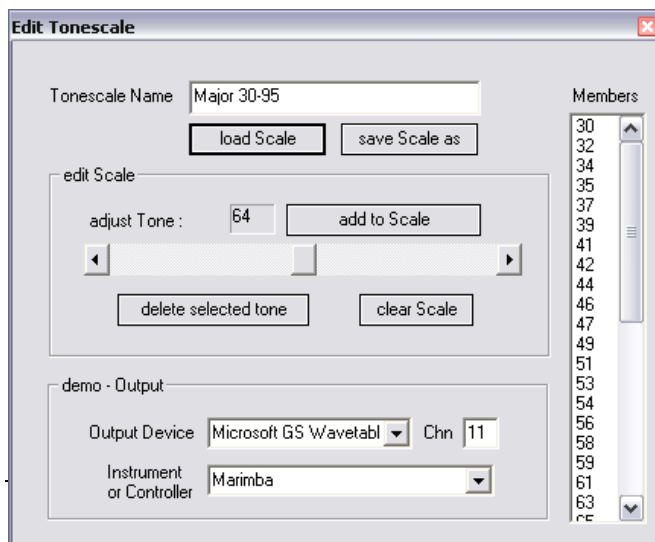 Edit Tonescale
Tonescale Name Major 30-95
load Scale save Scale as
edit Scale
adjust Tone : 64 add to Scale
delete selected tone clear Scale
demo - Output
Output Device Microsoft GS Wavetabl Chn 11
Instrument
or Controller Marimba
Members
30
32
34
35
37
39
41
42
44
46
47
49
51
53
54
56
58
59
61
63